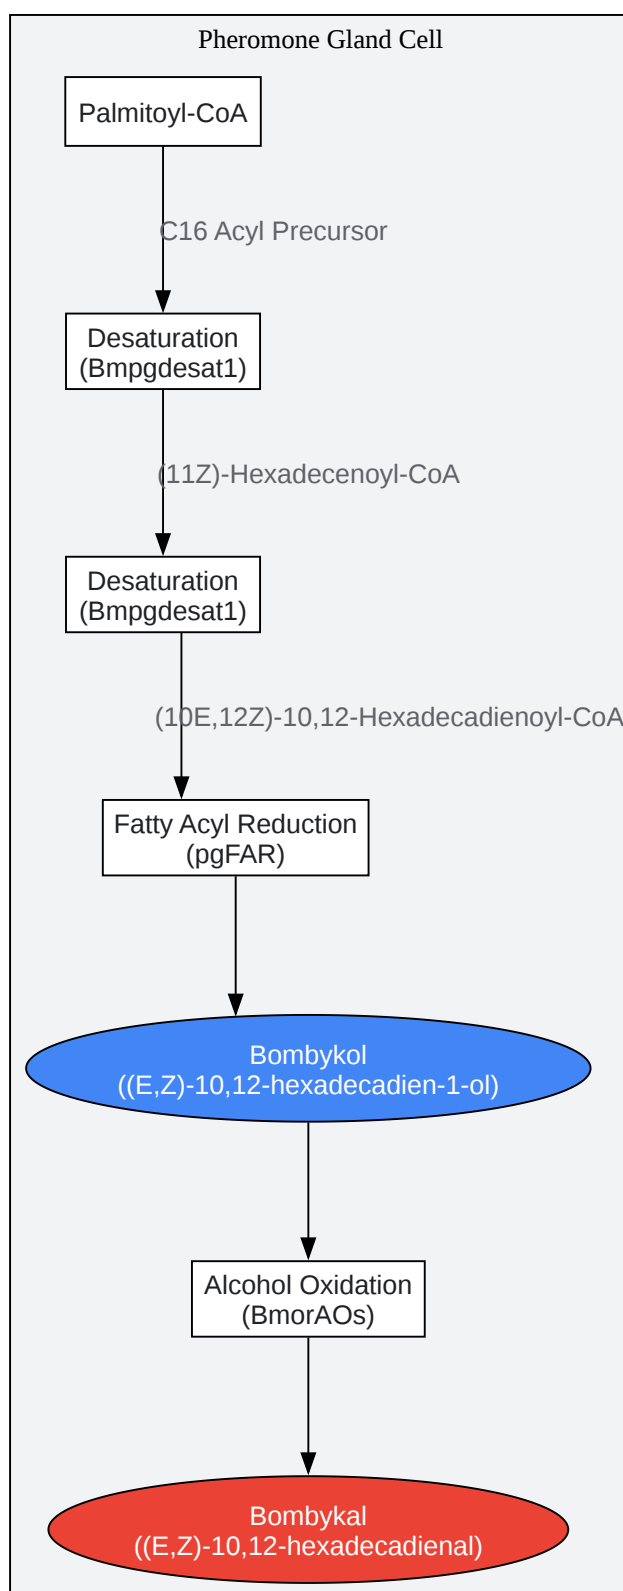 Pheromone Gland Cell
Palmitoyl-CoA
C16 Acyl Precursor
Desaturation
(Bmpgdesat1)
(11Z)-Hexadecenoyl-CoA
Desaturation
(Bmpgdesat1)
(10E,12Z)-10,12-Hexadecadienoyl-CoA
Fatty Acyl Reduction
(pgFAR)
Bombykol
((E,Z)-10,12-hexadecadien-1-ol)
Alcohol Oxidation
(BmorAOs)
Bombykal
((E,Z)-10,12-hexadecadienal)